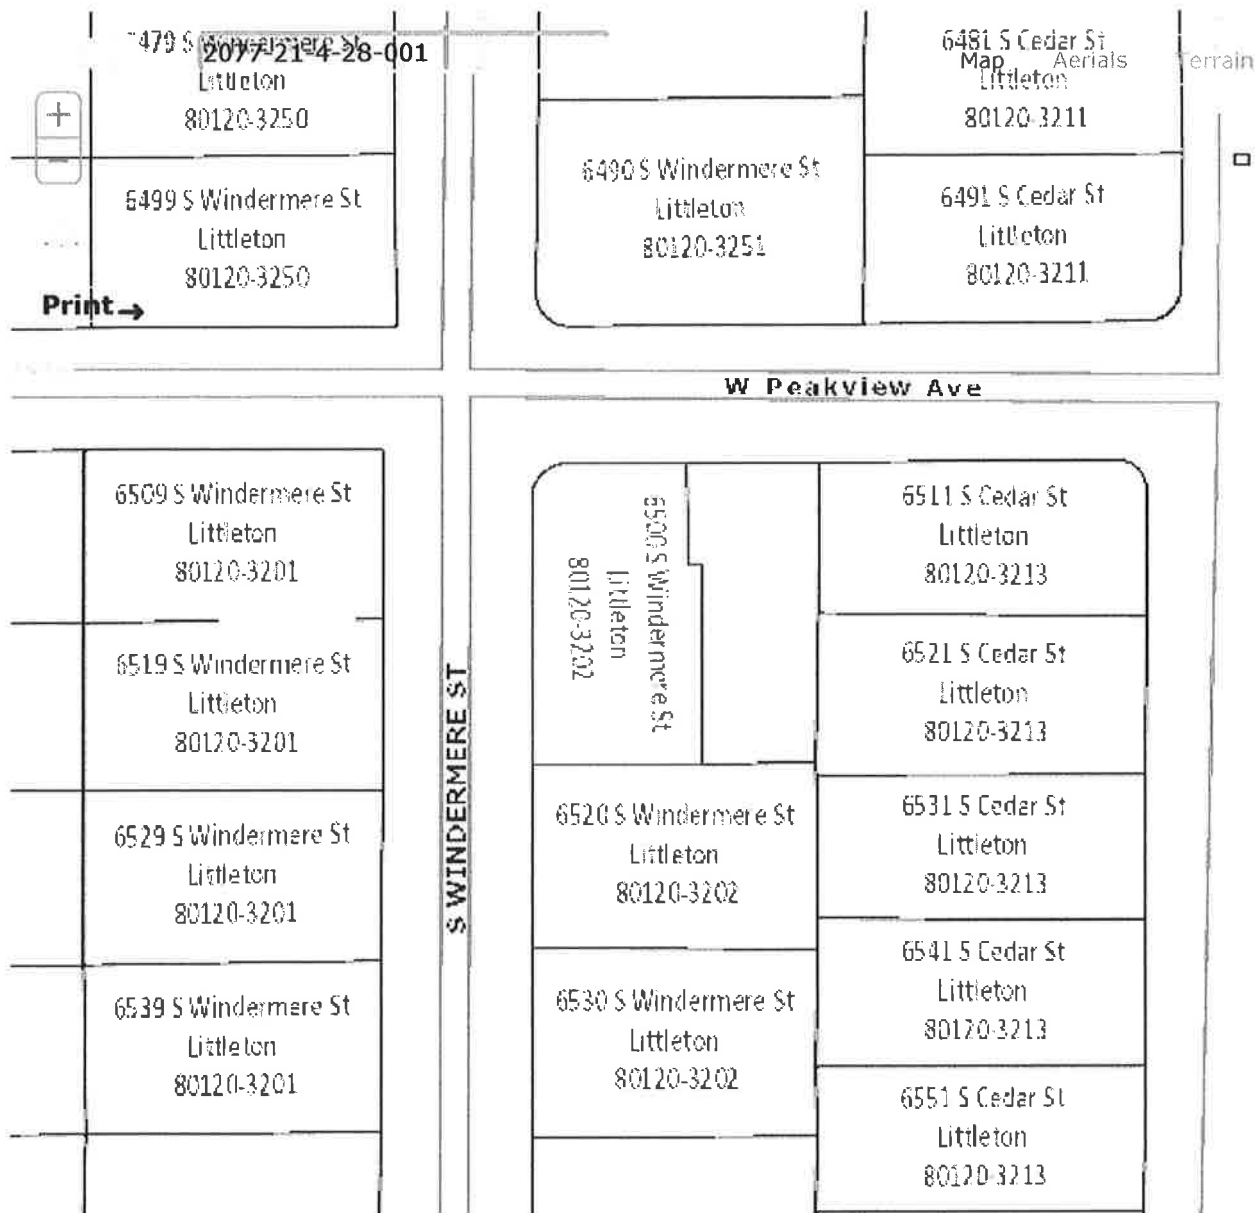 2077-21-4-28-001
Littleton
80120-3250
6481 S Cedar St
Map Aerials Terrain
Littleton
80120-3211
+
-
6499 S Windermere St
Littleton
80120-3250
6490 S Windermere St
Littleton
80120-3251
6491 S Cedar St
Littleton
80120-3211
Print→
W Peakview Ave
S WINDERMERE ST
6509 S Windermere St
Littleton
80120-3201
6500 S Windermere St
Littleton
80120-3202
6511 S Cedar St
Littleton
80120-3213
6519 S Windermere St
Littleton
80120-3201
6521 S Cedar St
Littleton
80120-3213
6529 S Windermere St
Littleton
80120-3201
6520 S Windermere St
Littleton
80120-3202
6531 S Cedar St
Littleton
80120-3213
6539 S Windermere St
Littleton
80120-3201
6530 S Windermere St
Littleton
80120-3202
6541 S Cedar St
Littleton
80120-3213
6551 S Cedar St
Littleton
80120-3213